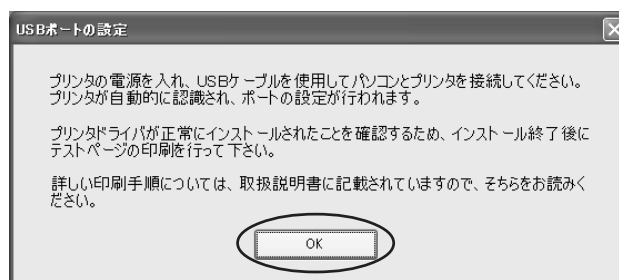 USBポートの設定
プリンタの電源を入れ、USBケーブルを使用してパソコンとプリンタを接続してください。
プリンタが自動的に認識され、ポートの設定が行われます。
プリンタドライバが正常にインストールされたことを確認するため、インストール終了後に
テストページの印刷を行って下さい。
詳しい印刷手順については、取扱説明書に記載されていますので、そちらをお読みく
ださい。
OK